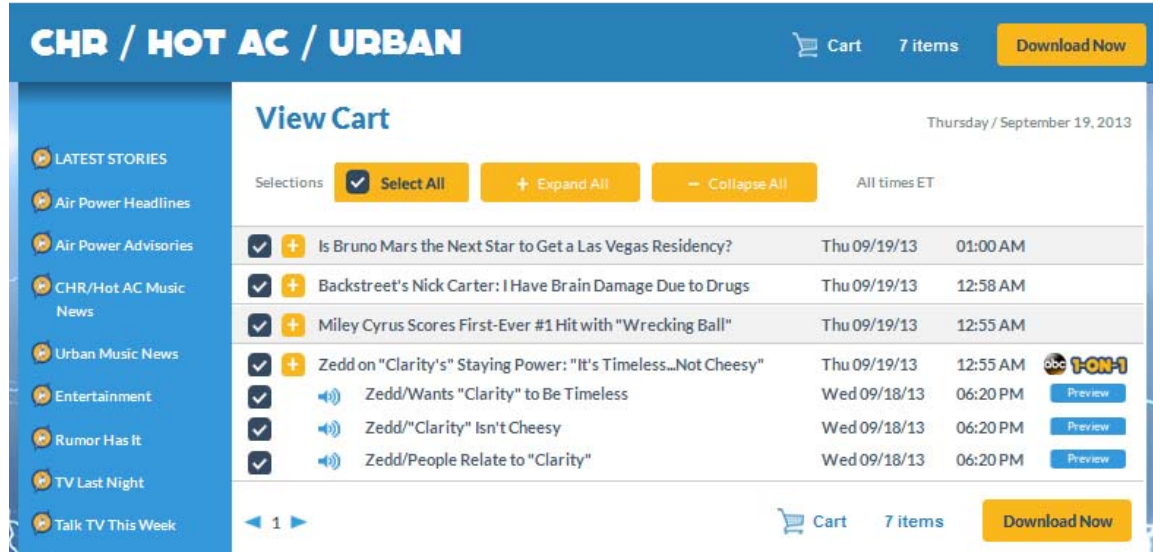 CHR / HOT AC / URBAN
Cart 7 items Download Now
View Cart
Thursday / September 19, 2013
Selections Select All + Expand All − Collapse All All times ET
LATEST STORIES
Air Power Headlines
Air Power Advisories
CHR/Hot AC Music
News
Urban Music News
Entertainment
Rumor Has It
TV Last Night
Talk TV This Week
Is Bruno Mars the Next Star to Get a Las Vegas Residency? Thu 09/19/13 01:00 AM
Backstreet's Nick Carter: I Have Brain Damage Due to Drugs Thu 09/19/13 12:58 AM
Miley Cyrus Scores First-Ever #1 Hit with "Wrecking Ball" Thu 09/19/13 12:55 AM
Zedd on "Clarity's" Staying Power: "It's Timeless...Not Cheesy" Thu 09/19/13 12:55 AM abc 1-ON-1
Zedd/Wants "Clarity" to Be Timeless Wed 09/18/13 06:20 PM Preview
Zedd/"Clarity" Isn't Cheesy Wed 09/18/13 06:20 PM Preview
Zedd/People Relate to "Clarity" Wed 09/18/13 06:20 PM Preview
1
Cart 7 items Download Now